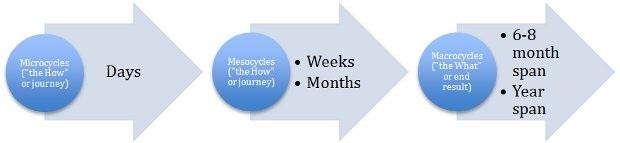 Microcycles
("the How"
or journey)
Days
Mesocycles
("the How"
or journey)
• Weeks
• Months
Macrocycles
("the What"
or end
result)
• 6-8
month
span
• Year
span